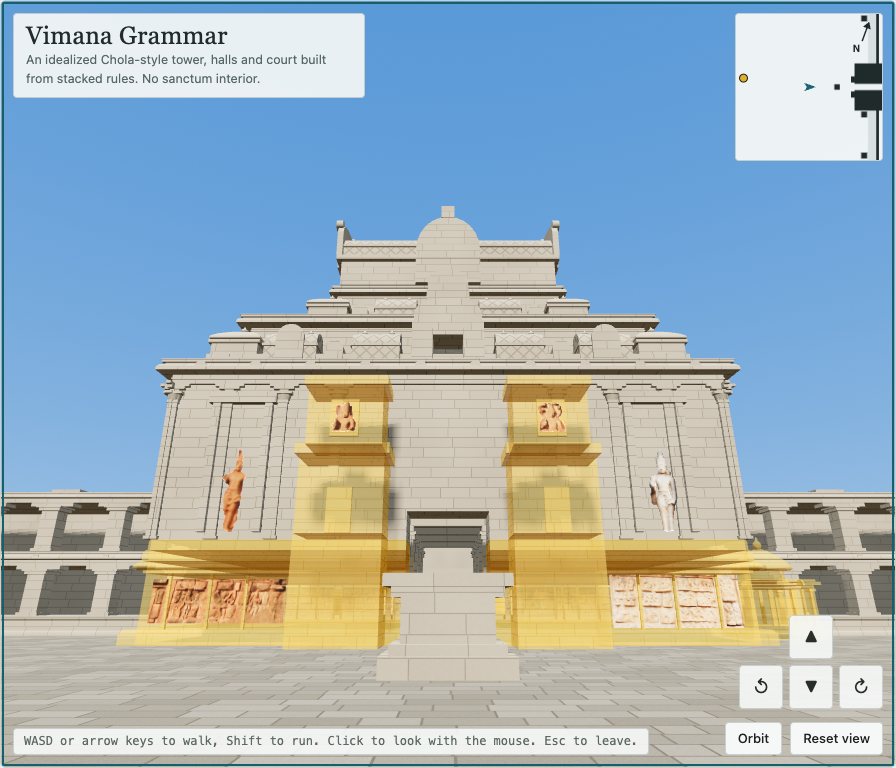 Vimana Grammar
An idealized Chola-style tower, halls and court built
from stacked rules. No sanctum interior.
N
WASD or arrow keys to walk, Shift to run. Click to look with the mouse. Esc to leave.
Orbit
Reset view